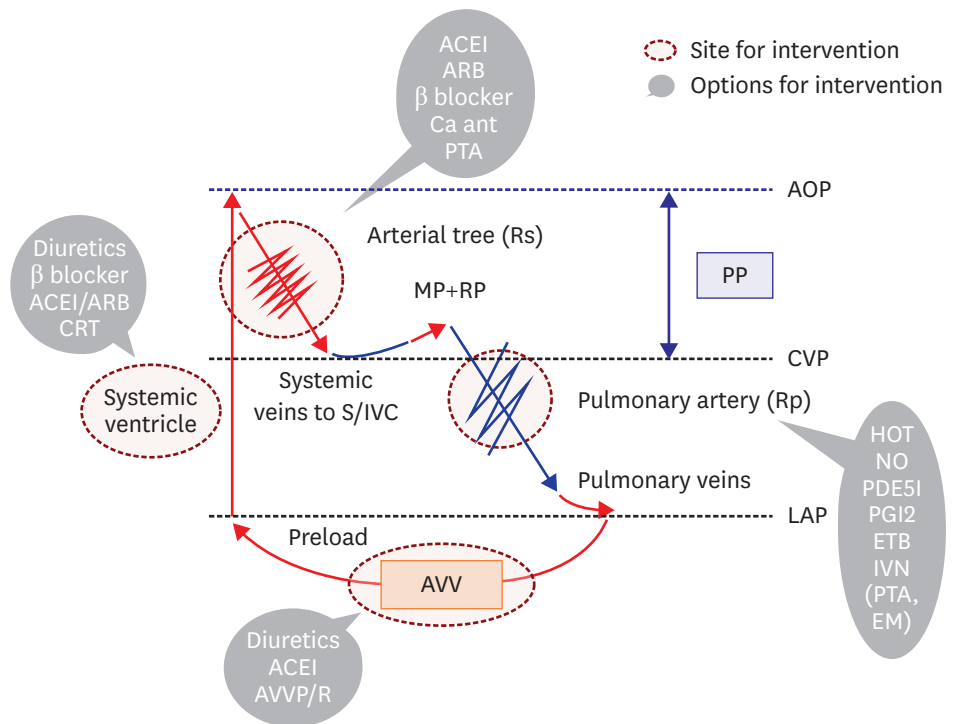 ACEI
ARB
β blocker
Ca ant
PTA
Site for intervention
Options for intervention
AOP
Diuretics
β blocker
ACEI/ARB
CRT
Arterial tree (Rs)
MP+RP
PP
CVP
Systemic
ventricle
Systemic
veins to S/IVC
Pulmonary artery (Rp)
HOT
NO
PDE5I
PGI2
ETB
IVN
(PTA,
EM)
Pulmonary veins
LAP
Preload
AVV
Diuretics
ACEI
AVVP/R